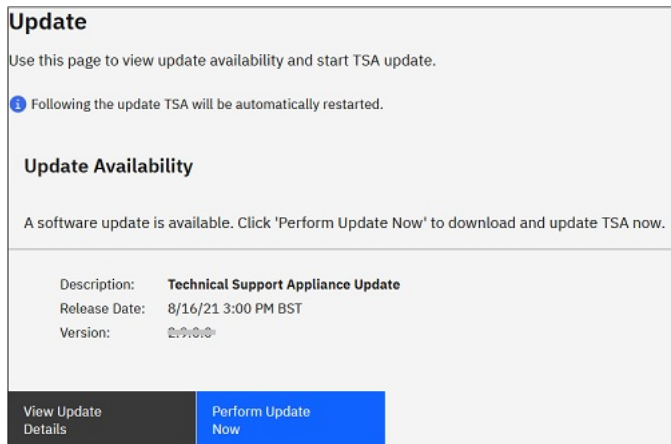 Update
Use this page to view update availability and start TSA update.
Following the update TSA will be automatically restarted.
Update Availability
A software update is available. Click 'Perform Update Now' to download and update TSA now.
Description: Technical Support Appliance Update
Release Date: 8/16/21 3:00 PM BST
Version:
View Update
Details
Perform Update
Now